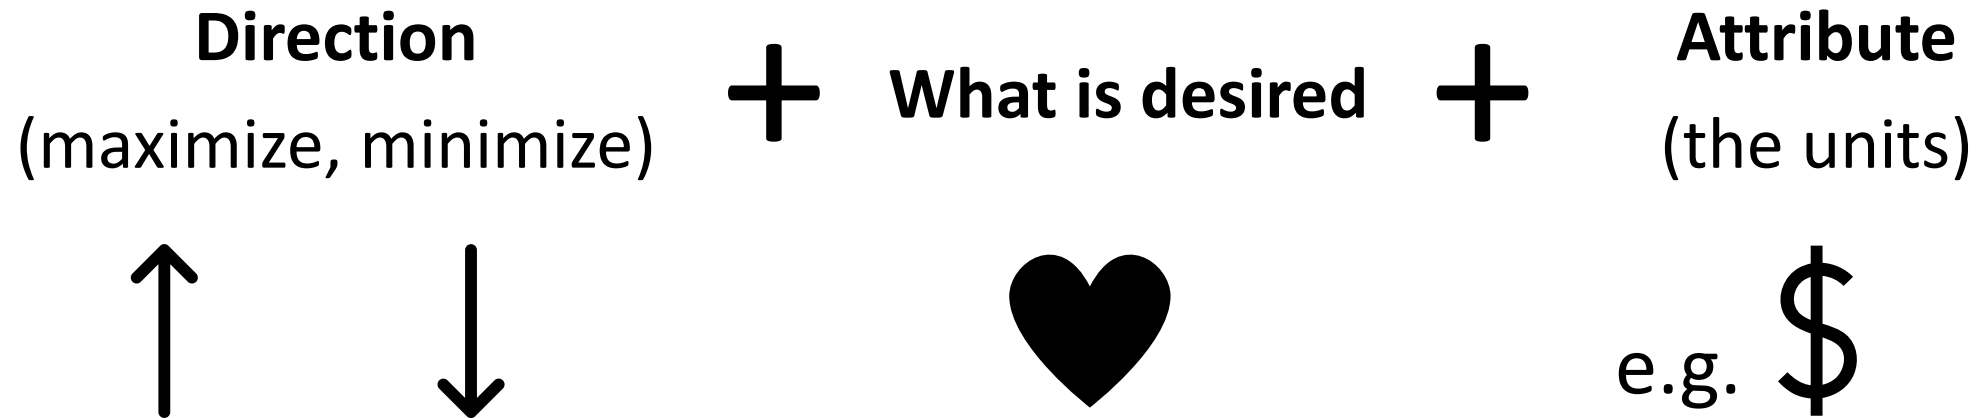 Direction
(maximize, minimize)
+
What is desired
+
Attribute
(the units)
e.g. $